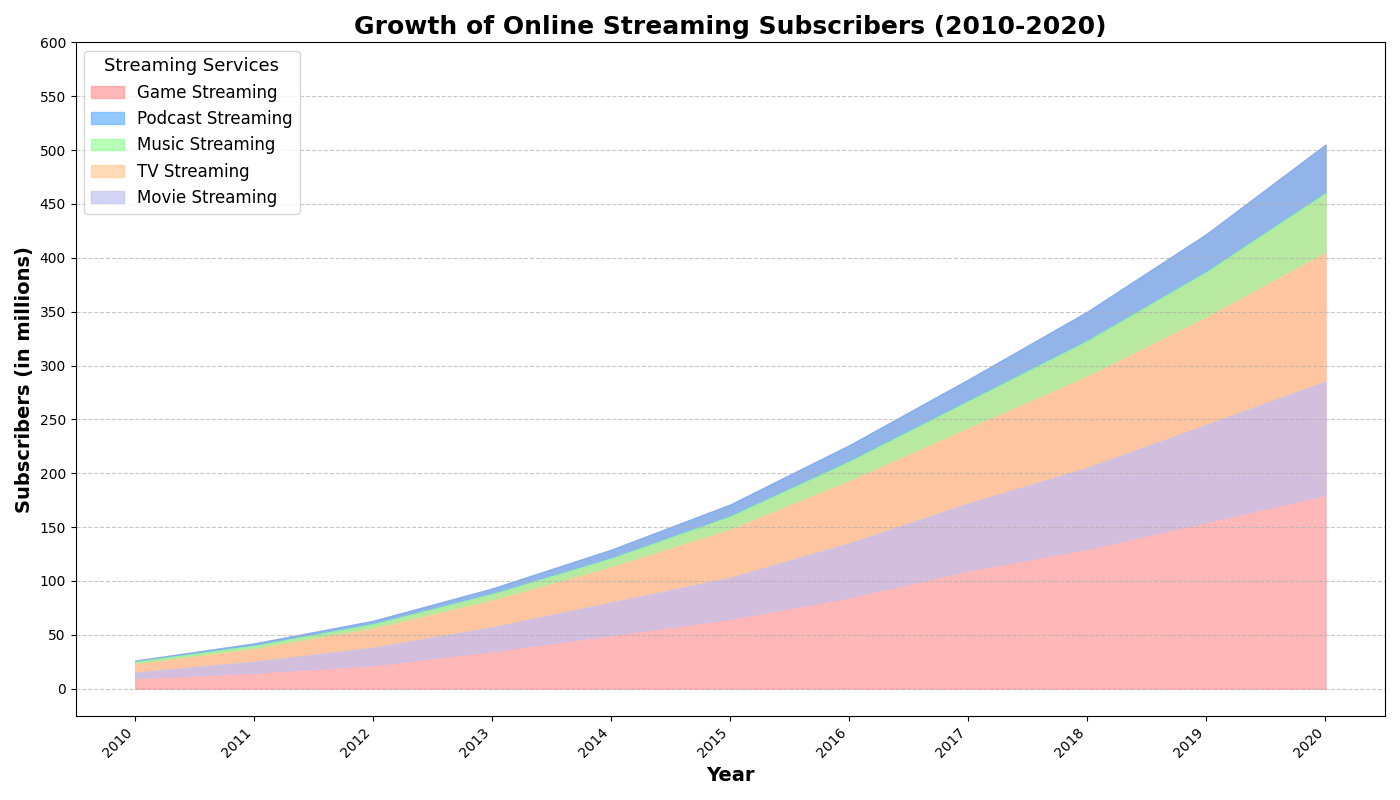 Growth of Online Streaming Subscribers (2010-2020)
600
550
500
450
400
350
300
250
200
150
100
50
0
Subscribers (in millions)
Streaming Services
Game Streaming
Podcast Streaming
Music Streaming
TV Streaming
Movie Streaming
2010
2011
2012
2013
2014
2015
2016
2017
2018
2019
2020
Year